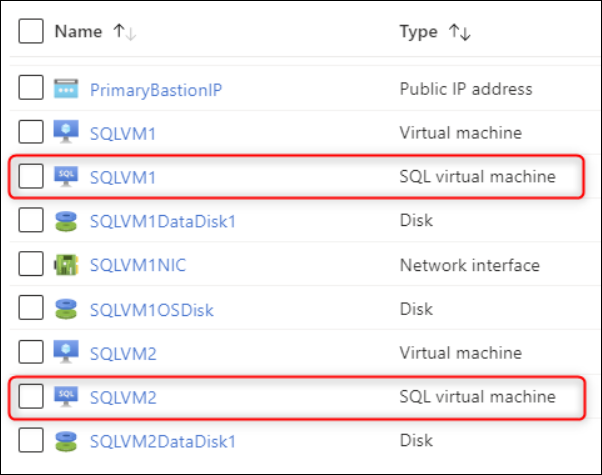 Name ↑↓ Type ↑↓
PrimaryBastionIP Public IP address
SQLVM1 Virtual machine
SQL SQLVM1 SQL virtual machine
SQLVM1DataDisk1 Disk
SQLVM1NIC Network interface
SQLVM1OSDisk Disk
SQLVM2 Virtual machine
SQL SQLVM2 SQL virtual machine
SQLVM2DataDisk1 Disk